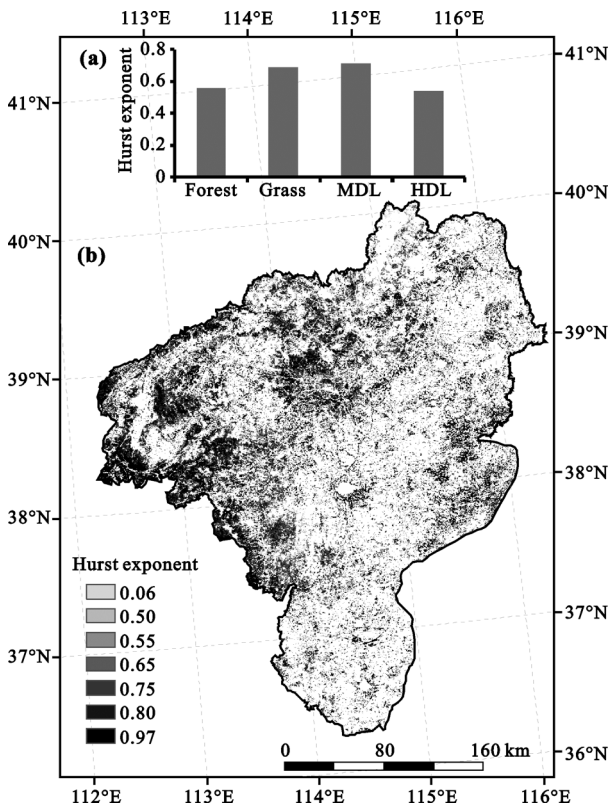 113°E 114°E 115°E 116°E
(a)
Hurst exponent
0.8
0.6
0.4
0.2
0
Forest Grass MDL HDL
41°N 41°N
40°N 40°N
(b)
39°N 39°N
38°N 38°N
37°N 37°N
36°N
Hurst exponent
0.06
0.50
0.55
0.65
0.75
0.80
0.97
0 80 160 km
112°E 113°E 114°E 115°E 116°E